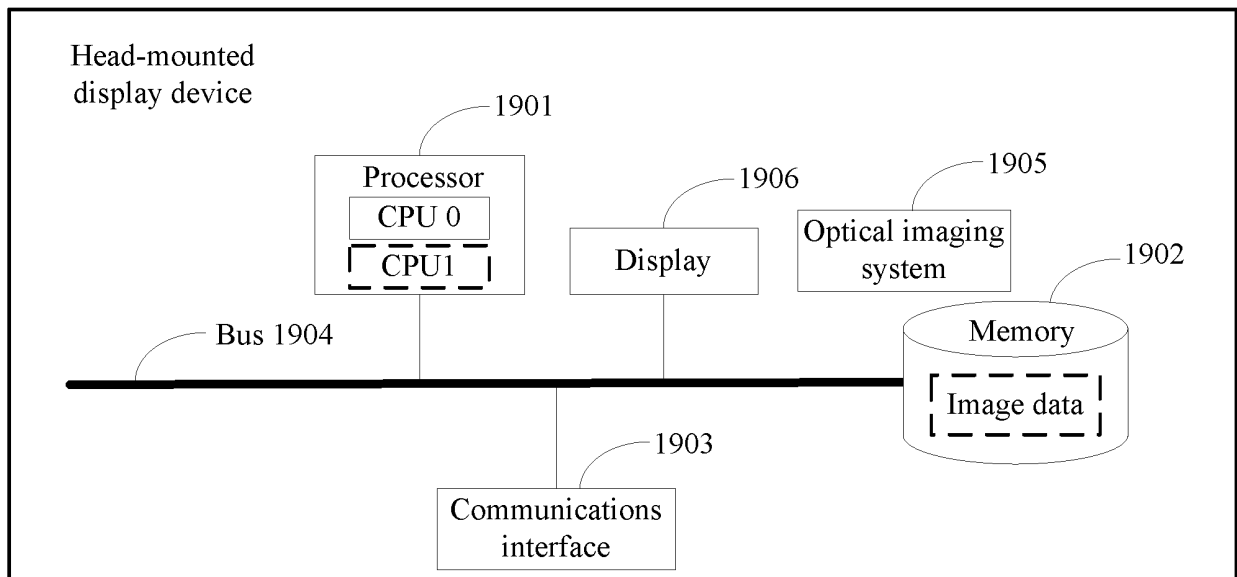 Head-mounted
display device
1901
Processor
CPU 0
CPU1
1906
Display
1905
Optical imaging
system
1902
Memory
Image data
Bus 1904
1903
Communications
interface